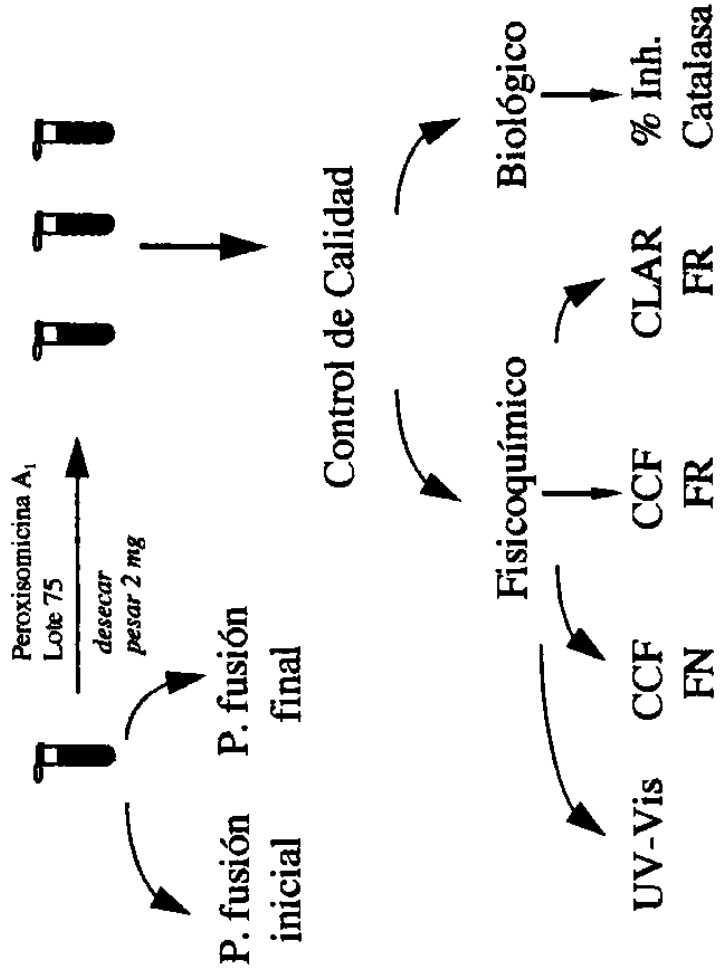 Peroxisomicina A₁
Lote 75
desecar
pesar 2 mg
P. fusión
inicial
P. fusión
final
Control de Calidad
Fisicoquímico
Biológico
UV-Vis
CCF
FN
CCF
FR
CLAR
FR
% Inh.
Catalasa